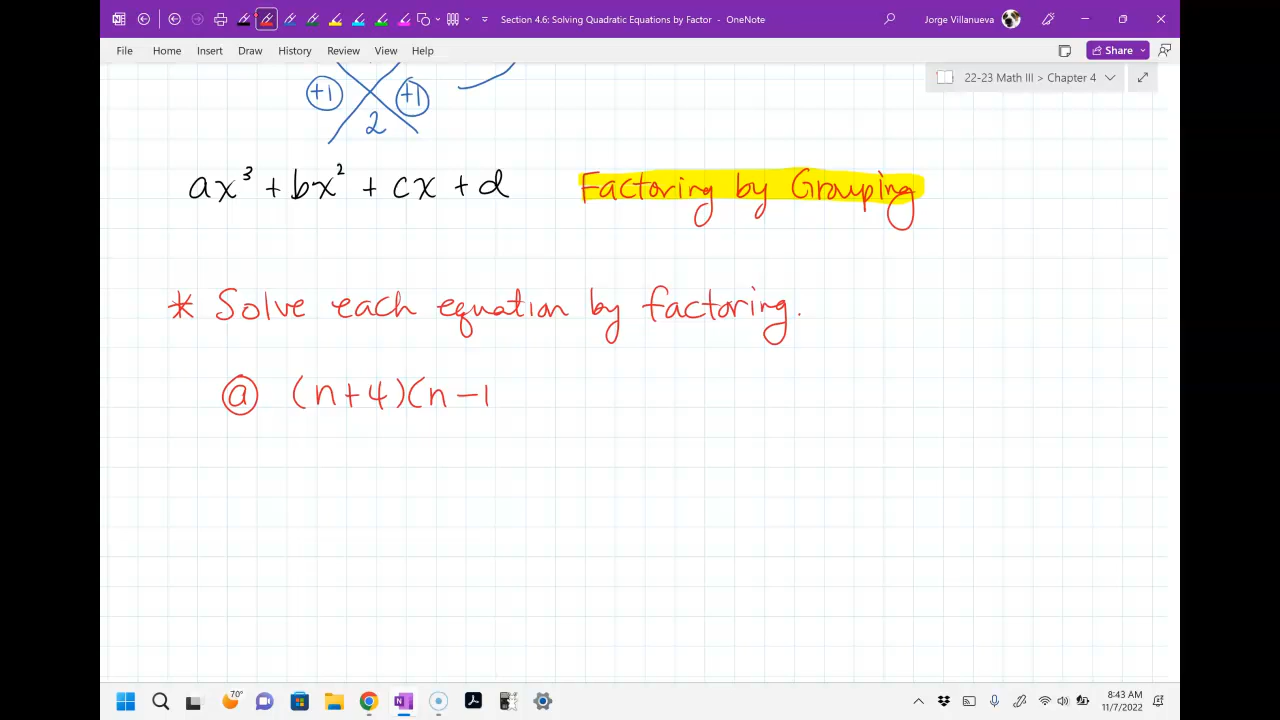 Section 4.6: Solving Quadratic Equations by Factor - OneNote
Jorge Villanueva
File Home Insert Draw History Review View Help
Share
22-23 Math III > Chapter 4
+1 +1
2
ax³ + bx² + cx + d Factoring by Grouping
* Solve each equation by factoring.
ⓐ (n+4)(n-1
70°
8:43 AM
11/7/2022